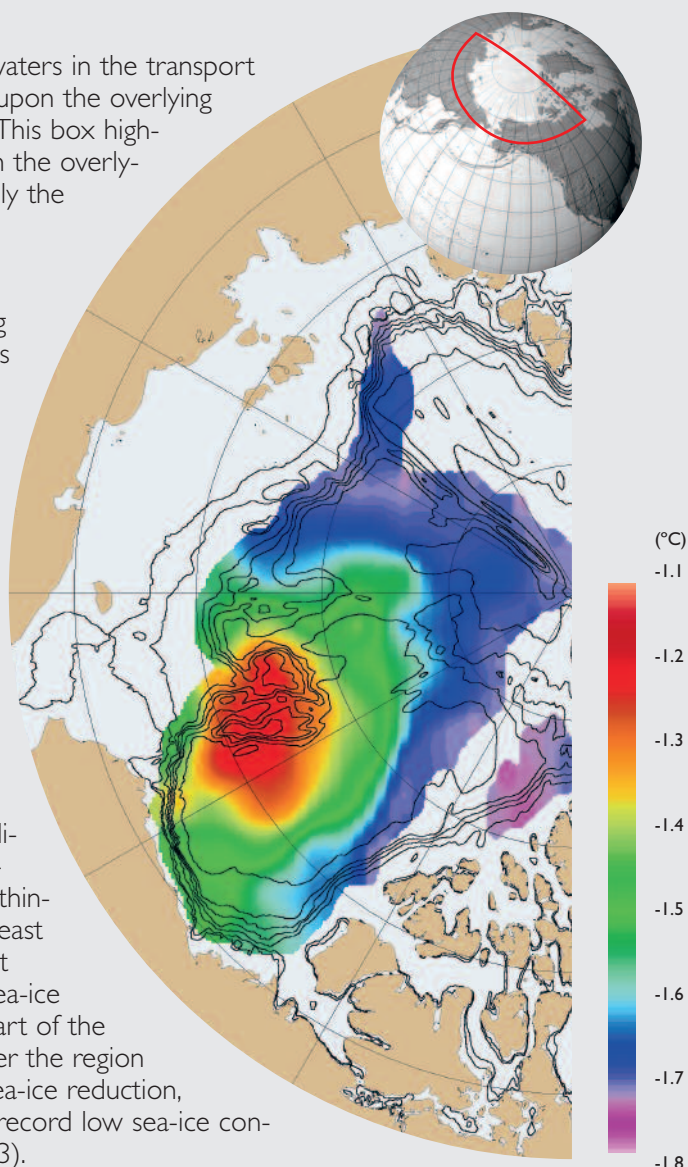 vaters in the transport
upon the overlying
This box high-
n the overly-
ly the
g
s
di-
-
thin-
east
t
ea-ice
art of the
er the region
ea-ice reduction,
record low sea-ice con-
3).
(°C)
-1.1
-1.2
-1.3
-1.4
-1.5
-1.6
-1.7
-1.8